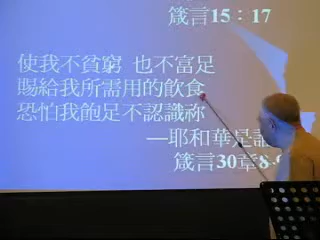 箴言15：17
使我不貧窮 也不富足
賜給我所需用的飲食
恐怕我飽足不認識祢
—耶和華是
箴言30章8-